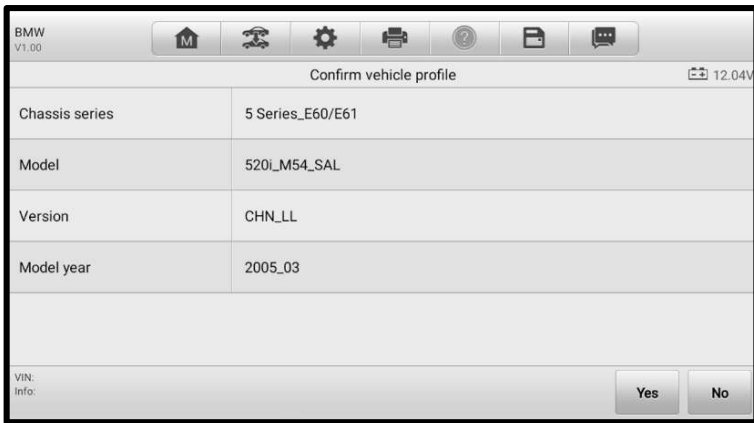 BMW
V1.00
M
?
Confirm vehicle profile
12.04V
Chassis series 5 Series_E60/E61
Model 520i_M54_SAL
Version CHN_LL
Model year 2005_03
VIN:
Info:
Yes No